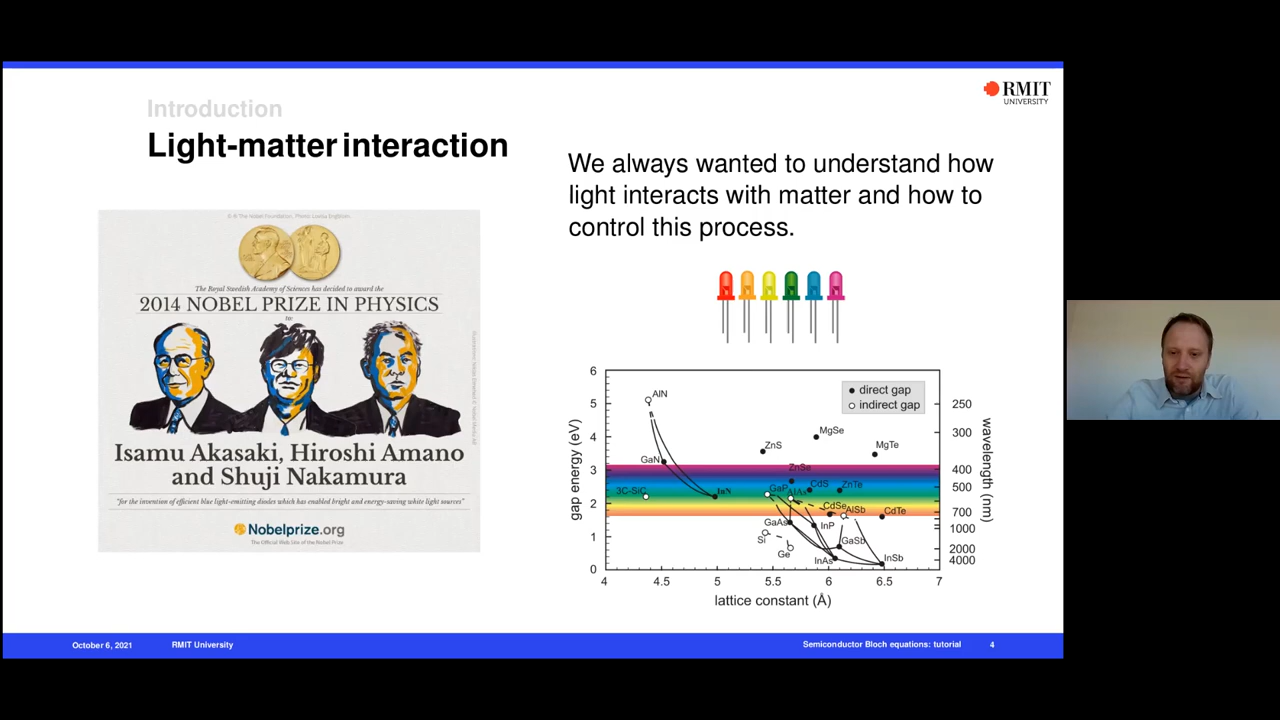 RMIT
UNIVERSITY
Introduction
Light-matter interaction
We always wanted to understand how
light interacts with matter and how to
control this process.
The Royal Swedish Academy of Sciences has decided to award the
2014 NOBEL PRIZE IN PHYSICS
to
Isamu Akasaki, Hiroshi Amano
and Shuji Nakamura
"for the invention of efficient blue light-emitting diodes which has enabled bright and energy-saving white light sources"
Nobelprize.org
The Official Web Site of the Nobel Prize
direct gap
indirect gap
gap energy (eV)
6
5
4
3
2
1
0
AlN
GaN
3C-SiC
InN
ZnS
MgSe
MgTe
ZnSe
GaP
AlAs
CdS
ZnTe
CdSe
AlSb
CdTe
GaAs
InP
Si
Ge
GaSb
InAs
InSb
250
300
400
500
700
1000
2000
4000
wavelength (nm)
4
4.5
5
5.5
6
6.5
7
lattice constant (Å)
October 6, 2021
RMIT University
Semiconductor Bloch equations: tutorial
4